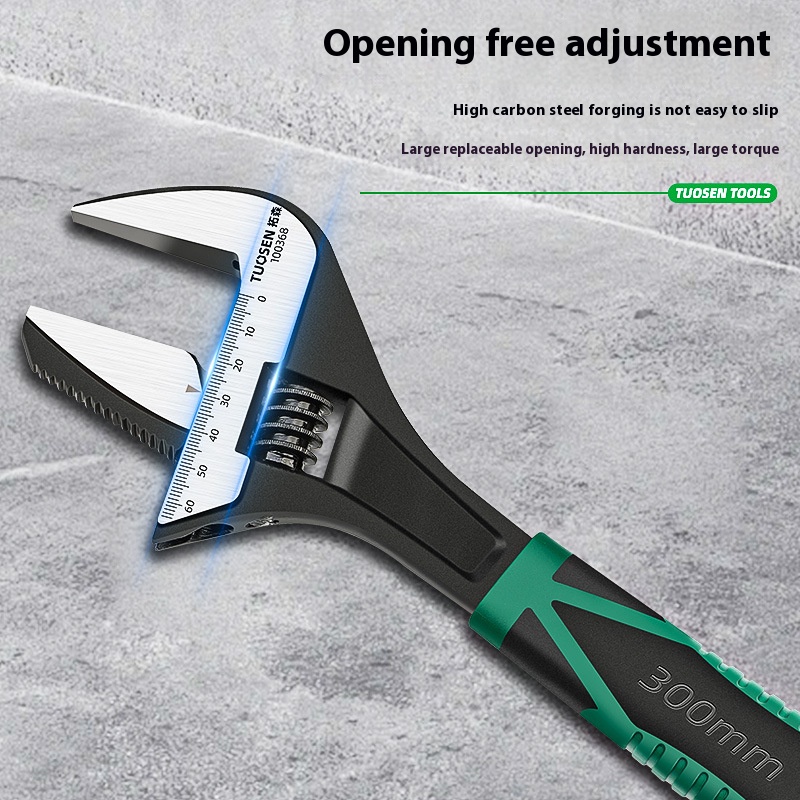 Opening free adjustment
High carbon steel forging is not easy to slip
Large replaceable opening, high hardness, large torque
TUOSEN TOOLS
TUOSEN 拓森
100368
0
10
20
30
40
50
60
300mm